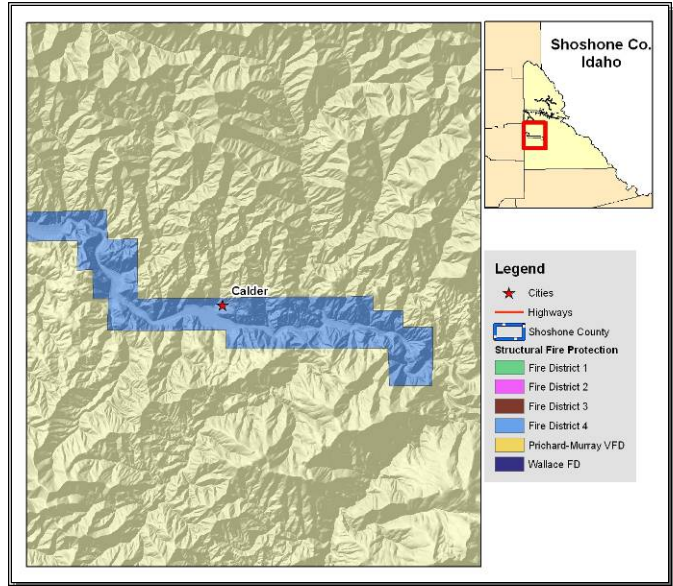 Shoshone Co.
Idaho
Calder
Legend
Cities
Highways
Shoshone County
Structural Fire Protection
Fire District 1
Fire District 2
Fire District 3
Fire District 4
Prichard-Murray VFD
Wallace FD